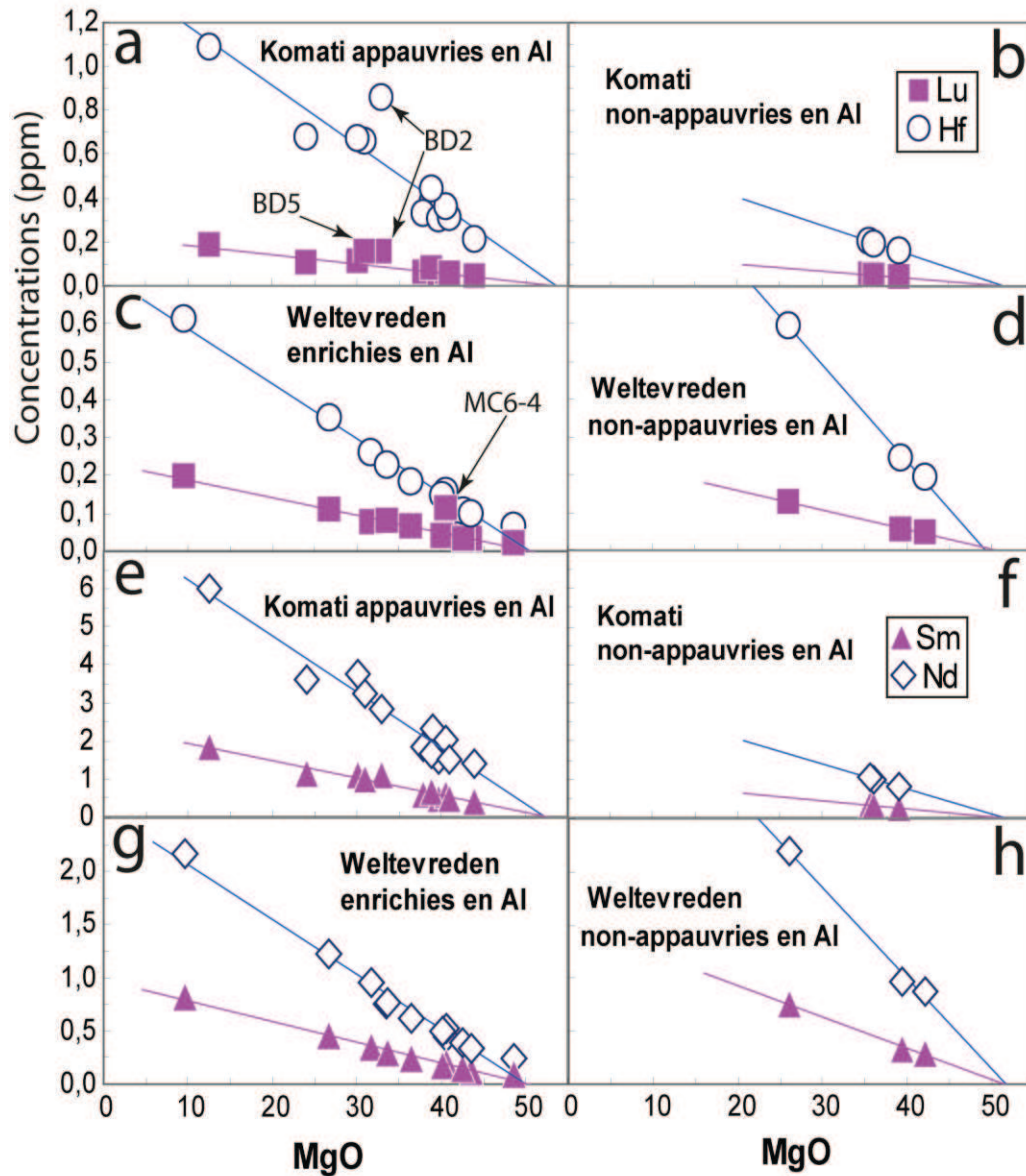 Concentrations (ppm)
a
Komati appauvries en Al
BD2
BD5
1,2
1,0
0,8
0,6
0,4
0,2
0,0
b
Komati
non-appauvries en Al
Lu
Hf
c
Weltevreden
enrichies en Al
MC6-4
0,6
0,5
0,4
0,3
0,2
0,1
0,0
d
Weltevreden
non-appauvries en Al
e
Komati appauvries en Al
6
5
4
3
2
1
0
f
Komati
non-appauvries en Al
Sm
Nd
g
Weltevreden
enrichies en Al
2,0
1,5
1,0
0,5
0,0
h
Weltevreden
non-appauvries en Al
0 10 20 30 40 50
0 10 20 30 40 50
MgO
MgO